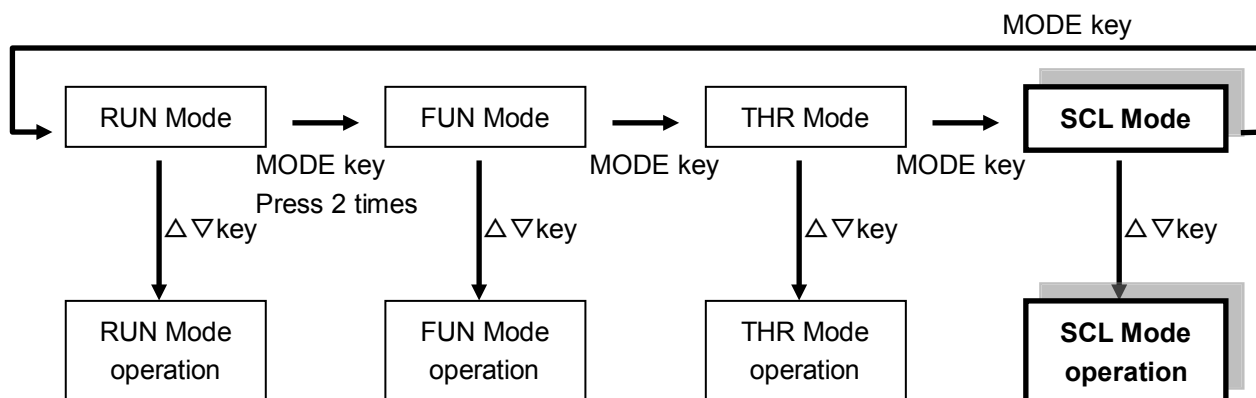 MODE key
RUN Mode
FUN Mode
THR Mode
SCL Mode
MODE key
Press 2 times
MODE key
MODE key
△▽key
△▽key
△▽key
△▽key
RUN Mode
operation
FUN Mode
operation
THR Mode
operation
SCL Mode
operation